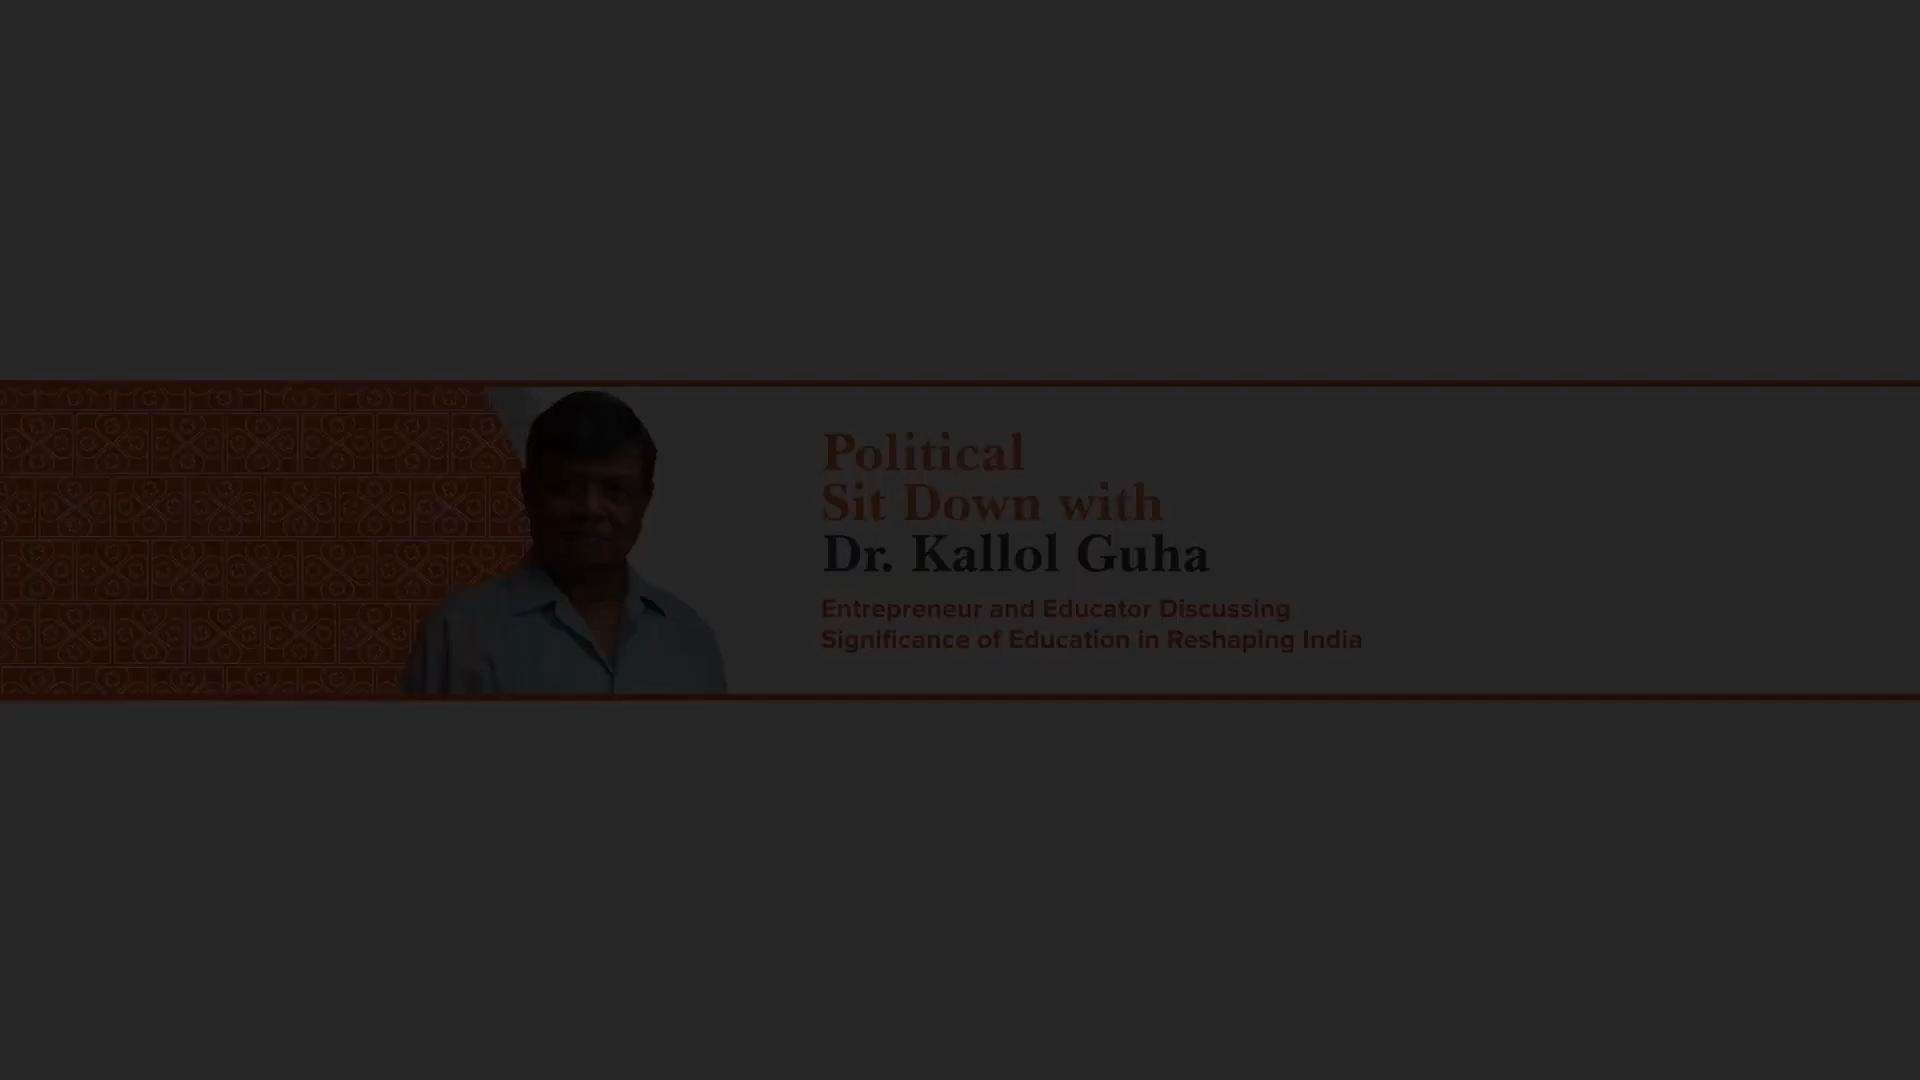 Political
Sit Down with
Dr. Kallol Guha
Entrepreneur and Educator Discussing
Significance of Education in Reshaping India